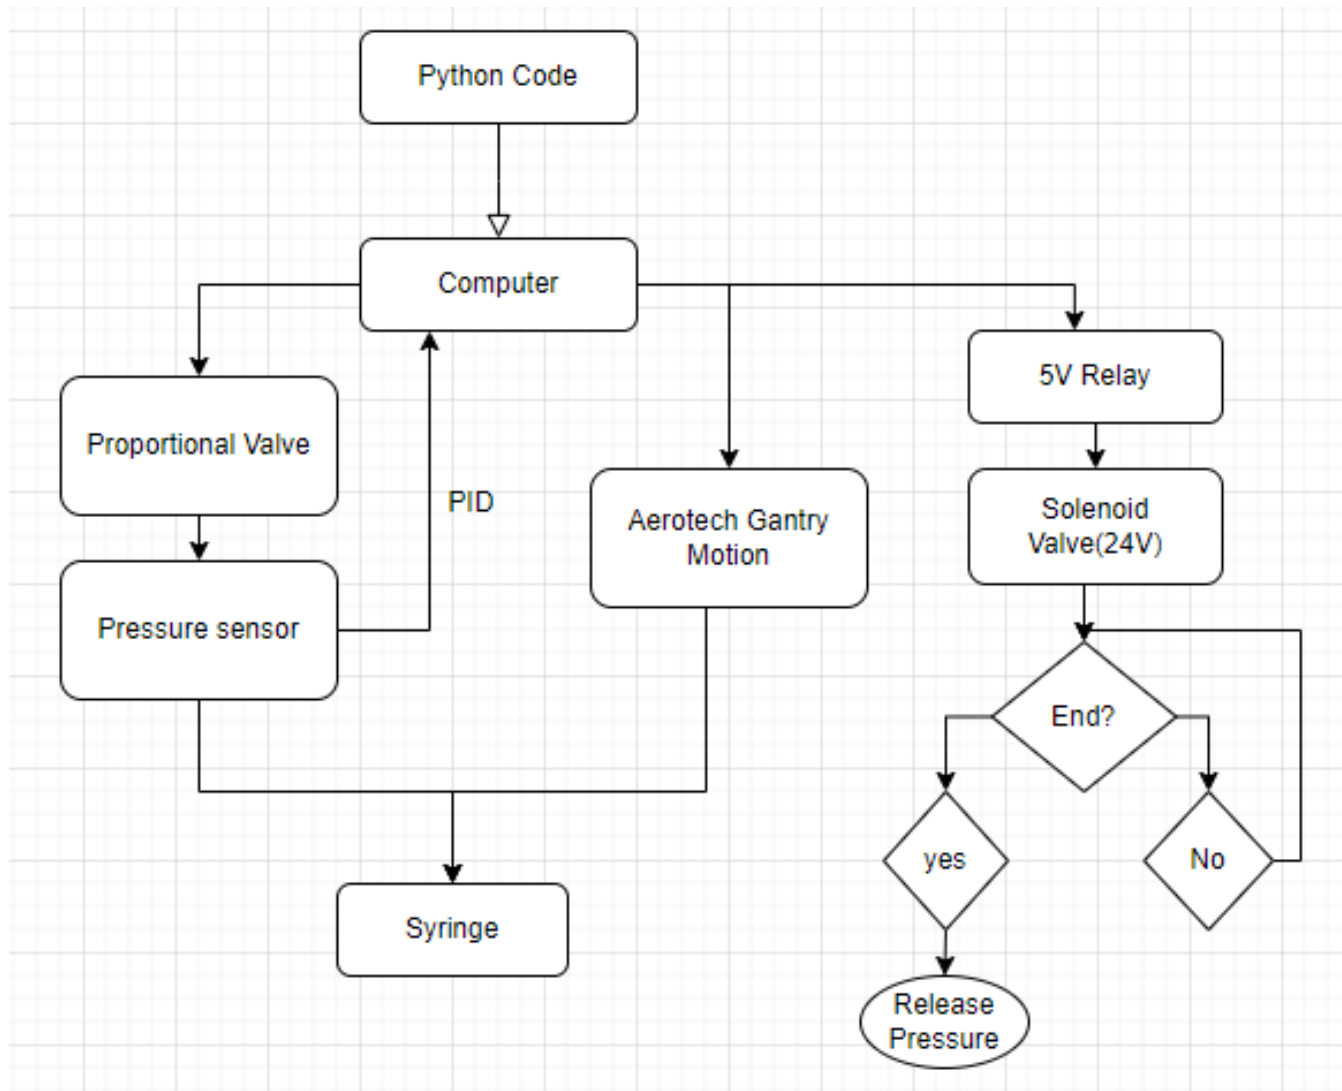 Python Code
Computer
5V Relay
Proportional Valve
PID
Aerotech Gantry
Motion
Solenoid
Valve(24V)
Pressure sensor
End?
yes
No
Syringe
Release
Pressure